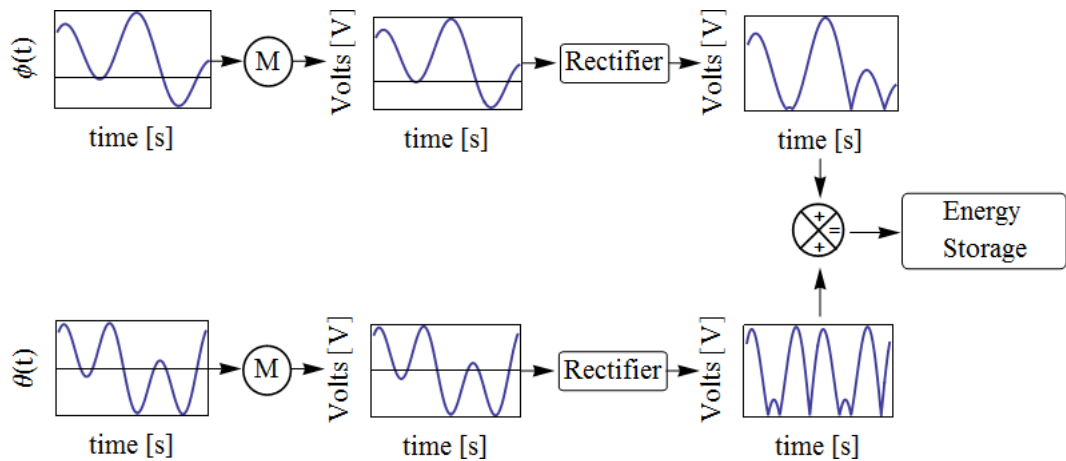 ϕ(t)
time [s]
M
Volts [V]
time [s]
Rectifier
Volts [V]
time [s]
+
=
+
Energy
Storage
θ(t)
time [s]
M
Volts [V]
time [s]
Rectifier
Volts [V]
time [s]